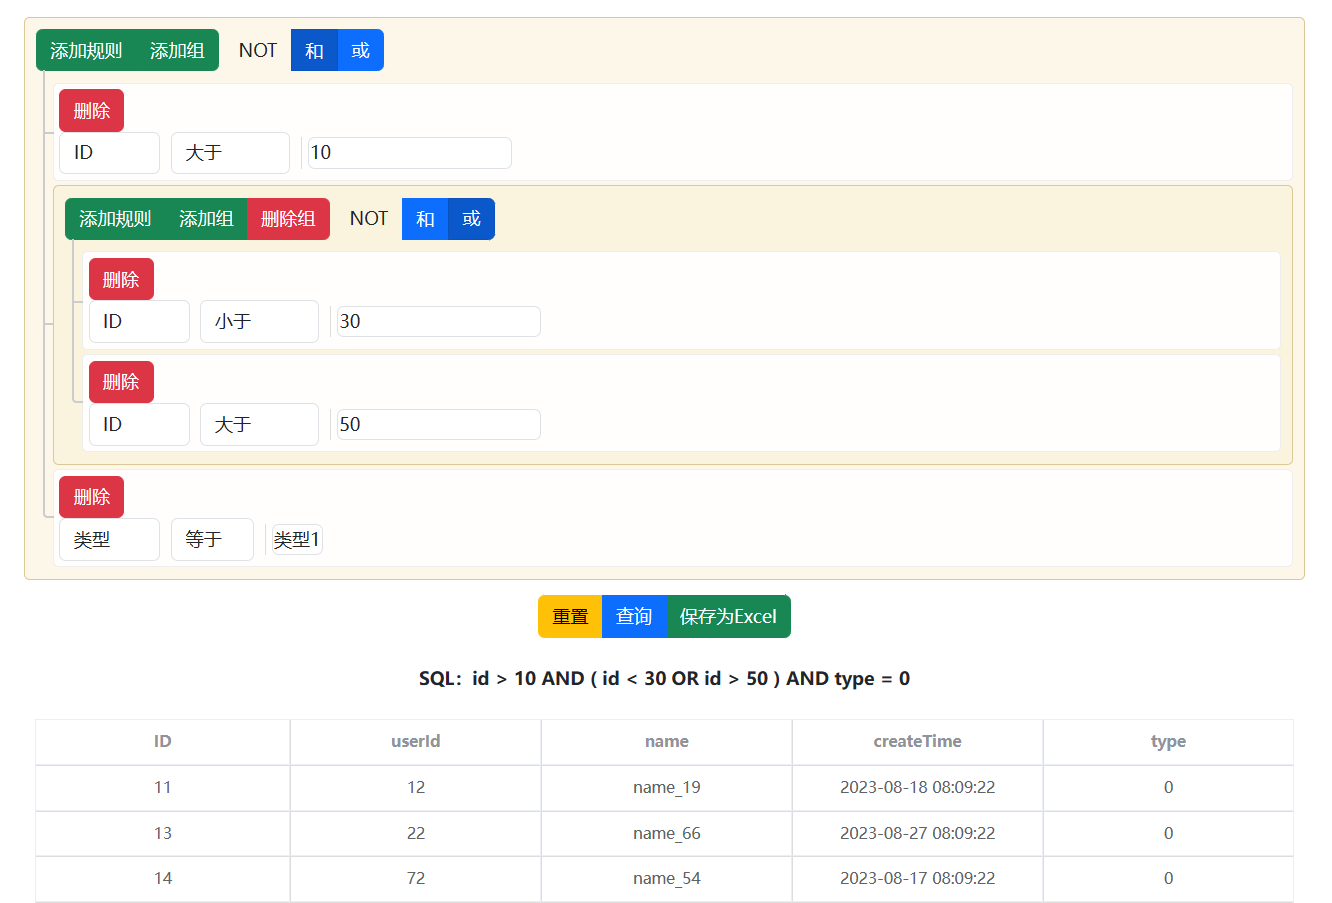 添加规则 添加组 NOT 和 或
删除
ID 大于 10
添加规则 添加组 删除组 NOT 和 或
删除
ID 小于 30
删除
ID 大于 50
删除
类型 等于 类型1
重置 查询 保存为Excel
SQL: id > 10 AND ( id < 30 OR id > 50 ) AND type = 0
ID userId name createTime type
11 12 name_19 2023-08-18 08:09:22 0
13 22 name_66 2023-08-27 08:09:22 0
14 72 name_54 2023-08-17 08:09:22 0